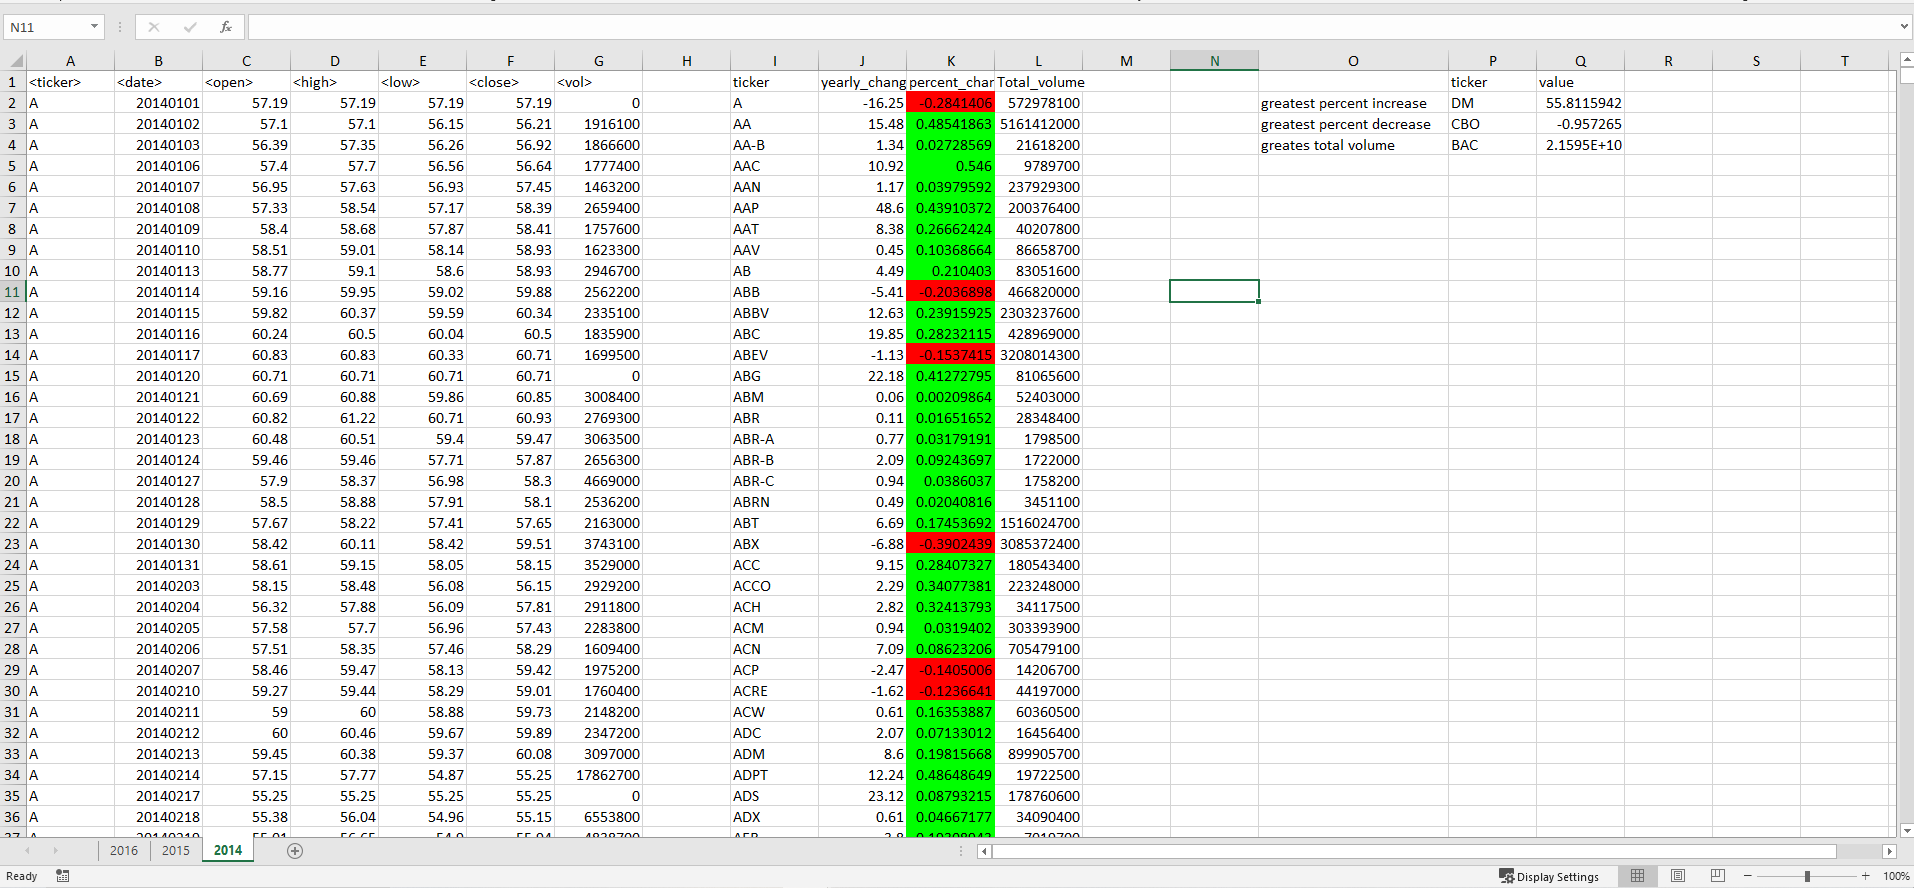 N11
A B C D E F G H I J K L M N O P Q R S T
1 <ticker> <date> <open> <high> <low> <close> <vol> ticker yearly_chang percent_char Total_volume ticker value
2 A 20140101 57.19 57.19 57.19 57.19 0 A -16.25 -0.2841406 572978100 greatest percent increase DM 55.8115942
3 A 20140102 57.1 57.1 56.15 56.21 1916100 AA 15.48 0.48541863 5161412000 greatest percent decrease CBO -0.957265
4 A 20140103 56.39 57.35 56.26 56.92 1866600 AA-B 1.34 0.02728569 21618200 greates total volume BAC 2.1595E+10
5 A 20140106 57.4 57.7 56.56 56.64 1777400 AAC 10.92 0.546 9789700
6 A 20140107 56.95 57.63 56.93 57.45 1463200 AAN 1.17 0.03979592 237929300
7 A 20140108 57.33 58.54 57.17 58.39 2659400 AAP 48.6 0.43910372 200376400
8 A 20140109 58.4 58.68 57.87 58.41 1757600 AAT 8.38 0.26662424 40207800
9 A 20140110 58.51 59.01 58.14 58.93 1623300 AAV 0.45 0.10368664 86658700
10 A 20140113 58.77 59.1 58.6 58.93 2946700 AB 4.49 0.210403 83051600
11 A 20140114 59.16 59.95 59.02 59.88 2562200 ABB -5.41 -0.2036898 466820000
12 A 20140115 59.82 60.37 59.59 60.34 2335100 ABBV 12.63 0.23915925 2303237600
13 A 20140116 60.24 60.5 60.04 60.5 1835900 ABC 19.85 0.28232115 428969000
14 A 20140117 60.83 60.83 60.33 60.71 1699500 ABEV -1.13 -0.1537415 3208014300
15 A 20140120 60.71 60.71 60.71 60.71 0 ABG 22.18 0.41272795 81065600
16 A 20140121 60.69 60.88 59.86 60.85 3008400 ABM 0.06 0.00209864 52403000
17 A 20140122 60.82 61.22 60.71 60.93 2769300 ABR 0.11 0.01651652 28348400
18 A 20140123 60.48 60.51 59.4 59.47 3063500 ABR-A 0.77 0.03179191 1798500
19 A 20140124 59.46 59.46 57.71 57.87 2656300 ABR-B 2.09 0.09243697 1722000
20 A 20140127 57.9 58.37 56.98 58.3 4669000 ABR-C 0.94 0.0386037 1758200
21 A 20140128 58.5 58.88 57.91 58.1 2536200 ABRN 0.49 0.02040816 3451100
22 A 20140129 57.67 58.22 57.41 57.65 2163000 ABT 6.69 0.17453692 1516024700
23 A 20140130 58.42 60.11 58.42 59.51 3743100 ABX -6.88 -0.3902439 3085372400
24 A 20140131 58.61 59.15 58.05 58.15 3529000 ACC 9.15 0.28407327 180543400
25 A 20140203 58.15 58.48 56.08 56.15 2929200 ACCO 2.29 0.34077381 223248000
26 A 20140204 56.32 57.88 56.09 57.81 2911800 ACH 2.82 0.32413793 34117500
27 A 20140205 57.58 57.7 56.96 57.43 2283800 ACM 0.94 0.0319402 303393900
28 A 20140206 57.51 58.35 57.46 58.29 1609400 ACN 7.09 0.08623206 705479100
29 A 20140207 58.46 59.47 58.13 59.42 1975200 ACP -2.47 -0.1405006 14206700
30 A 20140210 59.27 59.44 58.29 59.01 1760400 ACRE -1.62 -0.1236641 44197000
31 A 20140211 59 60 58.88 59.73 2148200 ACW 0.61 0.16353887 60360500
32 A 20140212 60 60.46 59.67 59.89 2347200 ADC 2.07 0.07133012 16456400
33 A 20140213 59.45 60.38 59.37 60.08 3097000 ADM 8.6 0.19815668 899905700
34 A 20140214 57.15 57.77 54.87 55.25 17862700 ADPT 12.24 0.48648649 19722500
35 A 20140217 55.25 55.25 55.25 55.25 0 ADS 23.12 0.08793215 178760600
36 A 20140218 55.38 56.04 54.96 55.15 6553800 ADX 0.61 0.04667177 34090400
2016 2015 2014
Ready Display Settings 100%